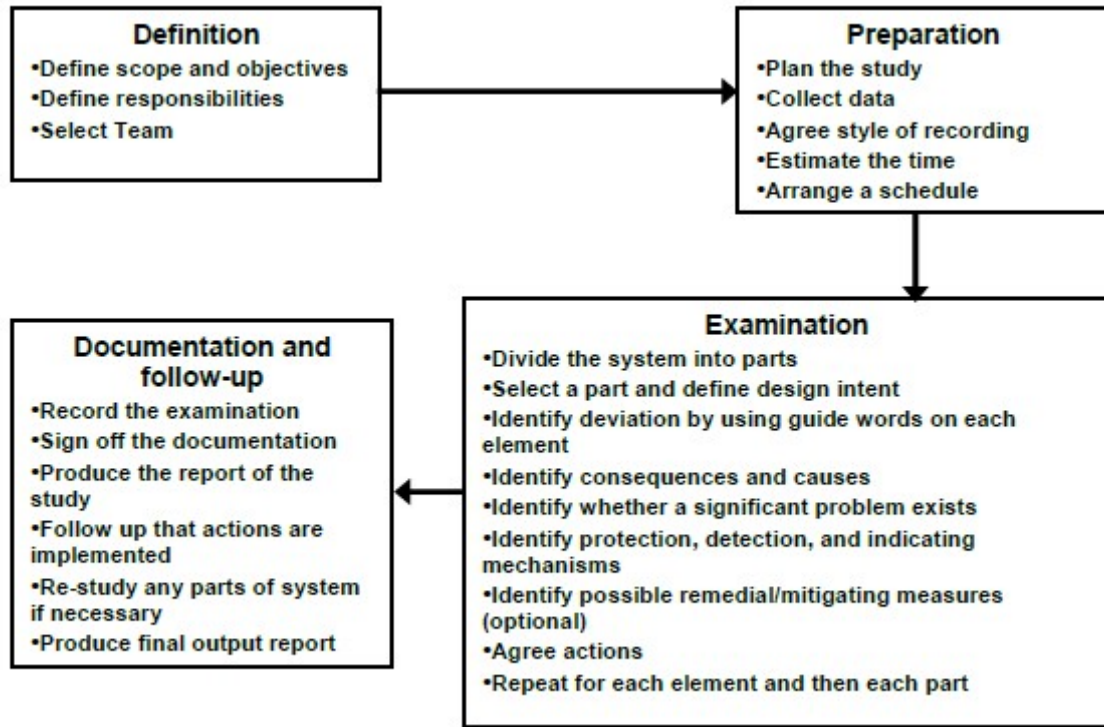 Definition
•Define scope and objectives
•Define responsibilities
•Select Team
Preparation
•Plan the study
•Collect data
•Agree style of recording
•Estimate the time
•Arrange a schedule
Examination
•Divide the system into parts
•Select a part and define design intent
•Identify deviation by using guide words on each
element
•Identify consequences and causes
•Identify whether a significant problem exists
•Identify protection, detection, and indicating
mechanisms
•Identify possible remedial/mitigating measures
(optional)
•Agree actions
•Repeat for each element and then each part
Documentation and
follow-up
•Record the examination
•Sign off the documentation
•Produce the report of the
study
•Follow up that actions are
implemented
•Re-study any parts of system
if necessary
•Produce final output report